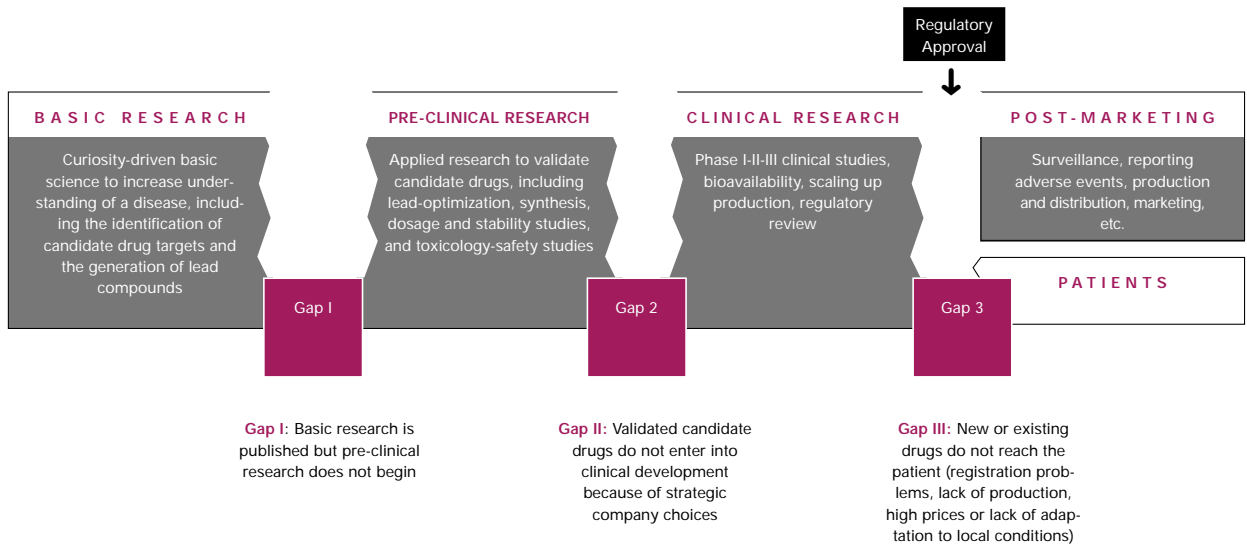 Regulatory
Approval
BASIC RESEARCH
Curiosity-driven basic
science to increase under-
standing of a disease, includ-
ing the identification of
candidate drug targets and
the generation of lead
compounds
PRE-CLINICAL RESEARCH
Applied research to validate
candidate drugs, including
lead-optimization, synthesis,
dosage and stability studies,
and toxicology-safety studies
CLINICAL RESEARCH
Phase I-II-III clinical studies,
bioavailability, scaling up
production, regulatory
review
POST-MARKETING
Surveillance, reporting
adverse events, production
and distribution, marketing,
etc.
PATIENTS
Gap I
Gap 2
Gap 3
Gap I: Basic research is
published but pre-clinical
research does not begin
Gap II: Validated candidate
drugs do not enter into
clinical development
because of strategic
company choices
Gap III: New or existing
drugs do not reach the
patient (registration prob-
lems, lack of production,
high prices or lack of adap-
tation to local conditions)